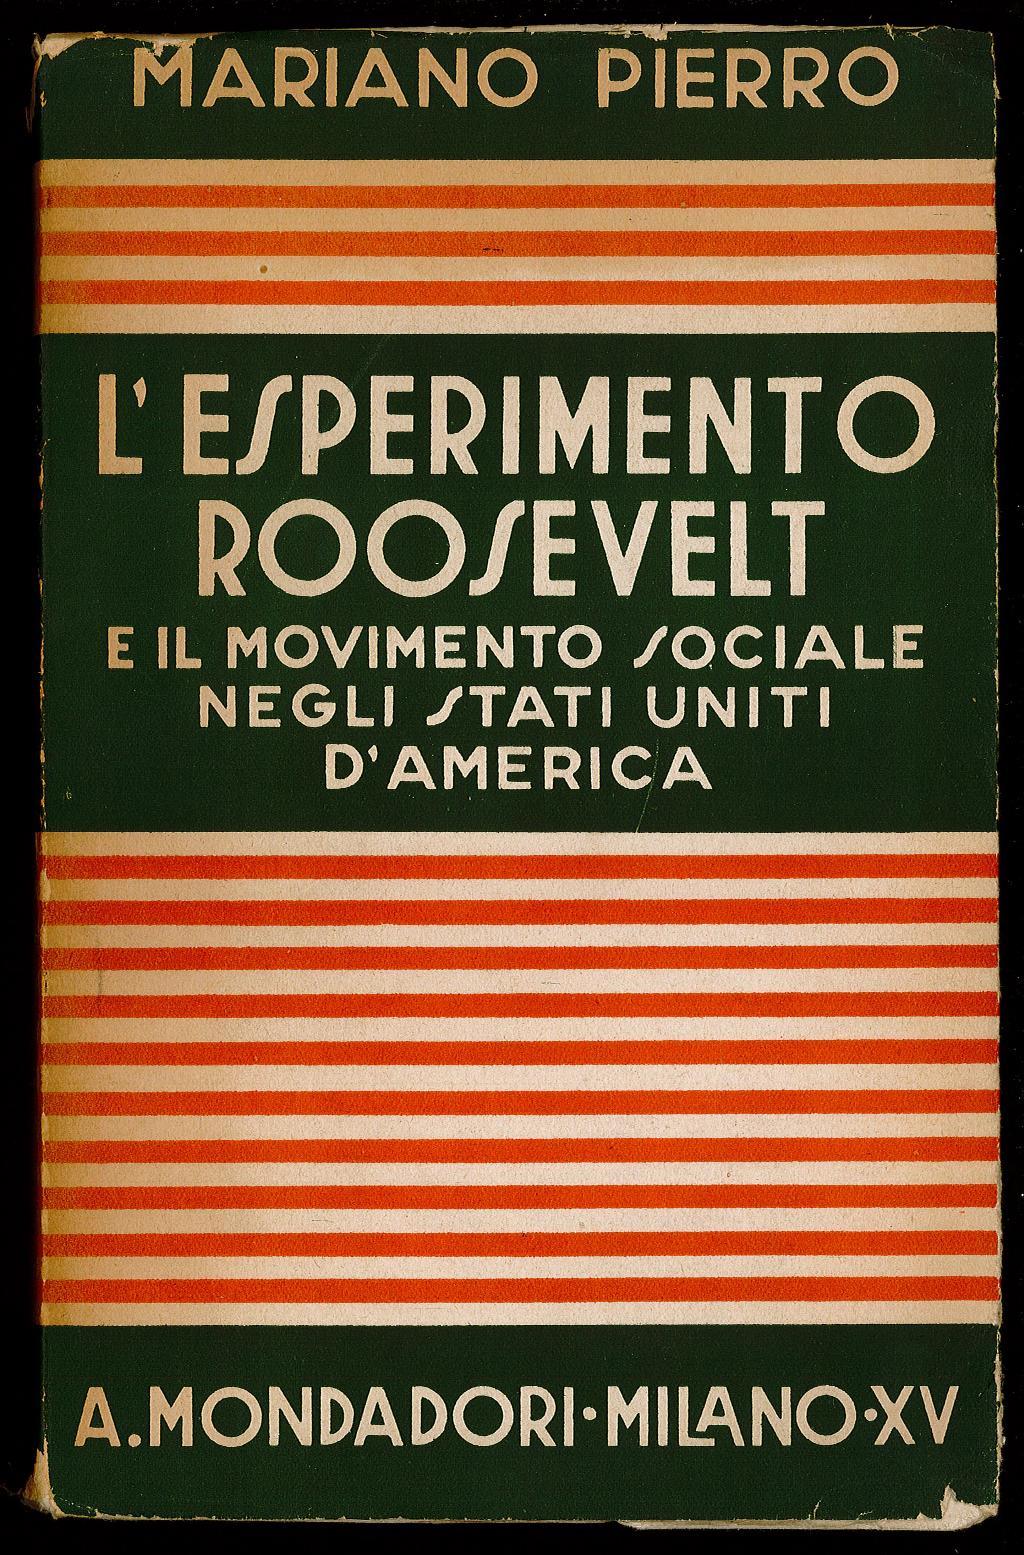 MARIANO PIERRO
L'ESPERIMENTO
ROOSEVELT
E IL MOVIMENTO SOCIALE
NEGLI STATI UNITI
D'AMERICA
A. MONDADORI·MILANO·XV